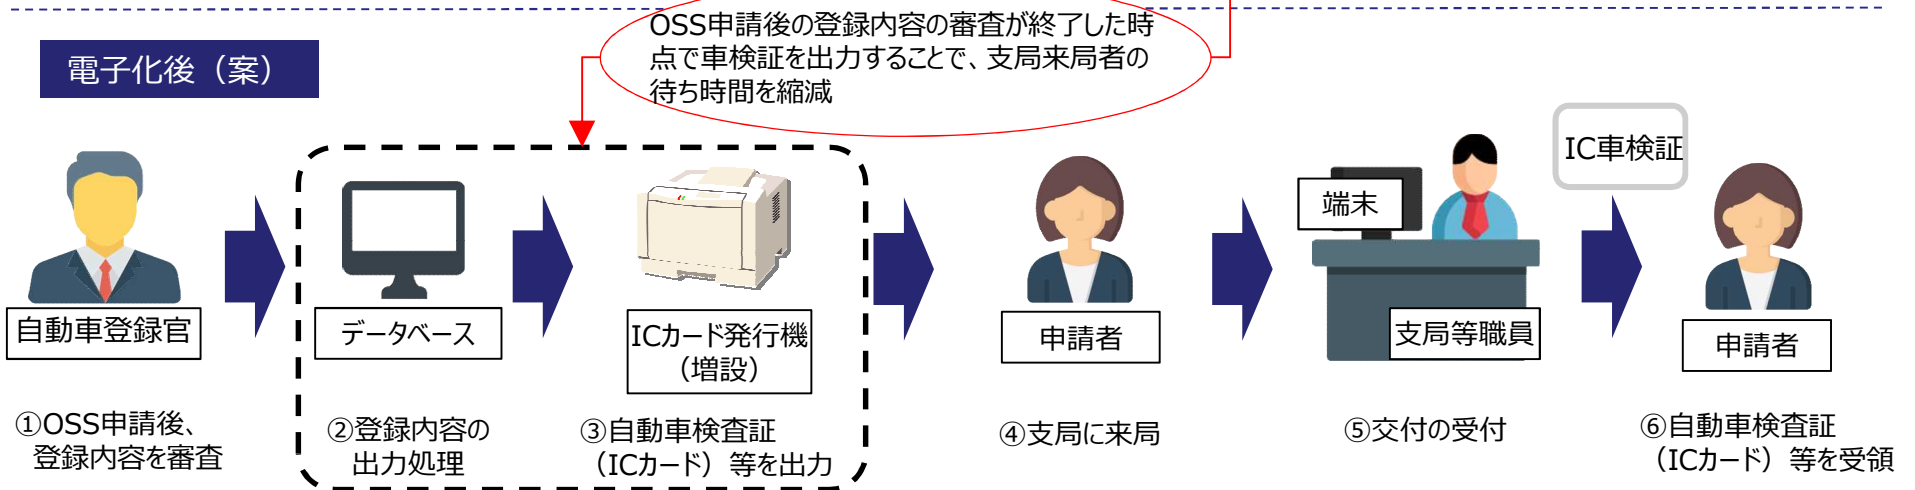 OSS申請後の登録内容の審査が終了した時
点で車検証を出力することで、支局来局者の
待ち時間を縮減
電子化後（案）
IC車検証
端末
自動車登録官
データベース
ICカード発行機
（増設）
申請者
支局等職員
申請者
①OSS申請後、
登録内容を審査
②登録内容の
出力処理
③自動車検査証
（ICカード）等を出力
④支局に来局
⑤交付の受付
⑥自動車検査証
（ICカード）等を受領